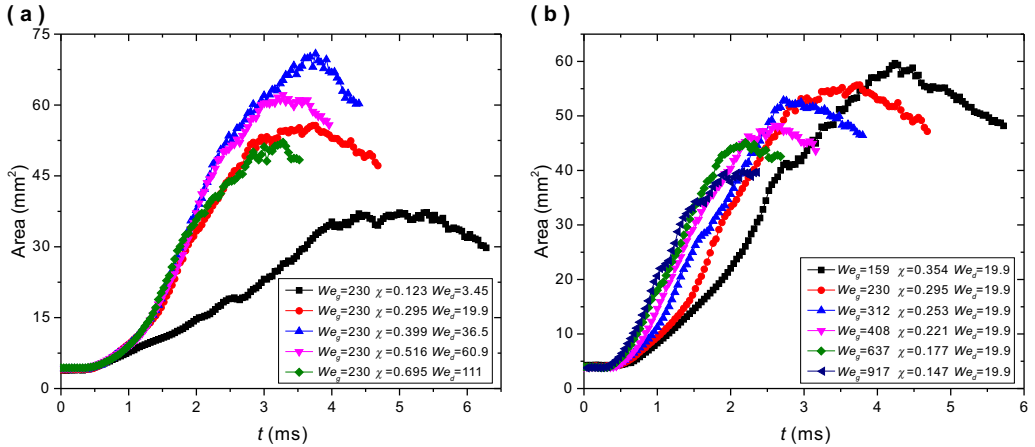 ( a )
75
60
45
30
15
0
Area (mm²)
0 1 2 3 4 5 6
t (ms)
We_g=230 χ=0.123 We_d=3.45
We_g=230 χ=0.295 We_d=19.9
We_g=230 χ=0.399 We_d=36.5
We_g=230 χ=0.516 We_d=60.9
We_g=230 χ=0.695 We_d=111
( b )
60
50
40
30
20
10
0
Area (mm²)
0 1 2 3 4 5 6
t (ms)
We_g=159 χ=0.354 We_d=19.9
We_g=230 χ=0.295 We_d=19.9
We_g=312 χ=0.253 We_d=19.9
We_g=408 χ=0.221 We_d=19.9
We_g=637 χ=0.177 We_d=19.9
We_g=917 χ=0.147 We_d=19.9